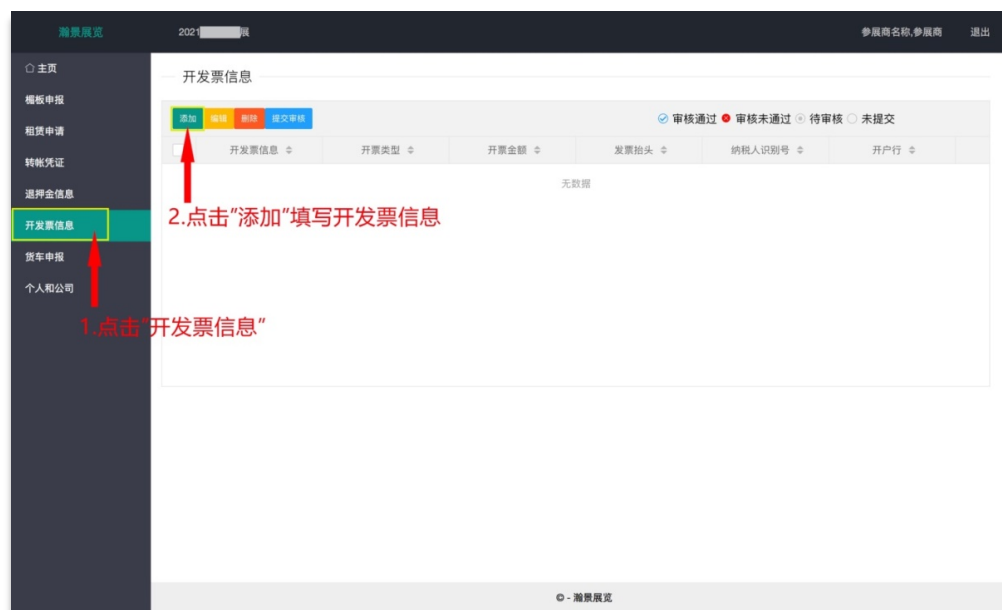 瀚景展览
2021 展
参展商名称,参展商 退出
主页
楣板申报
租赁申请
转帐凭证
退押金信息
开发票信息
货车申报
个人和公司
开发票信息
添加 编辑 删除 提交审核
审核通过 审核未通过 待审核 未提交
开发票信息 开票类型 开票金额 发票抬头 纳税人识别号 开户行
无数据
2.点击"添加"填写开发票信息
1.点击"开发票信息"
© - 瀚景展览